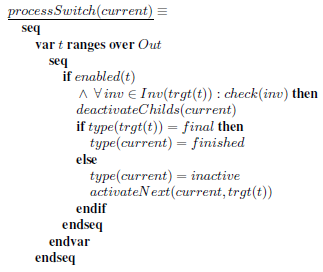 processSwitch(current) ≡
seq
var t ranges over Out
seq
if enabled(t)
∧ ∀ inv ∈ Inv(trgt(t)) : check(inv) then
deactivateChilds(current)
if type(trgt(t)) = final then
type(current) = finished
else
type(current) = inactive
activateNext(current, trgt(t))
endif
endseq
endvar
endseq